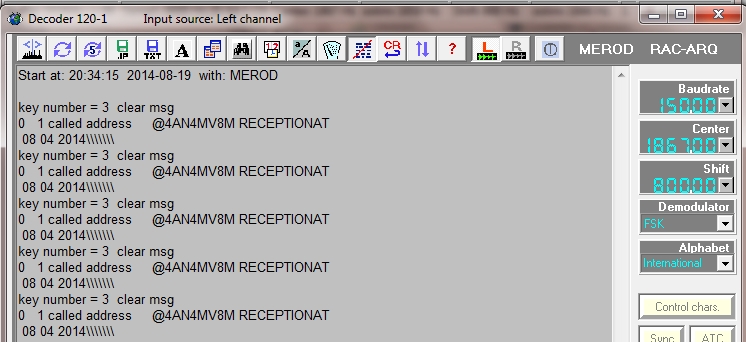 Decoder 120-1 Input source: Left channel
IP TXT A 1.2 a/A CR ? L R MEROD RAC-ARQ
Start at: 20:34:15 2014-08-19 with: MEROD
key number = 3 clear msg
0 1 called address @4AN4MV8M RECEPTIONAT
08 04 2014\\\\\\\
key number = 3 clear msg
0 1 called address @4AN4MV8M RECEPTIONAT
08 04 2014\\\\\\\
key number = 3 clear msg
0 1 called address @4AN4MV8M RECEPTIONAT
08 04 2014\\\\\\\
key number = 3 clear msg
0 1 called address @4AN4MV8M RECEPTIONAT
08 04 2014\\\\\\\
key number = 3 clear msg
0 1 called address @4AN4MV8M RECEPTIONAT
08 04 2014\\\\\\\
Baudrate
150.00
Center
1867.00
Shift
800.00
Demodulator
FSK
Alphabet
International
Control chars.
Sync ATC